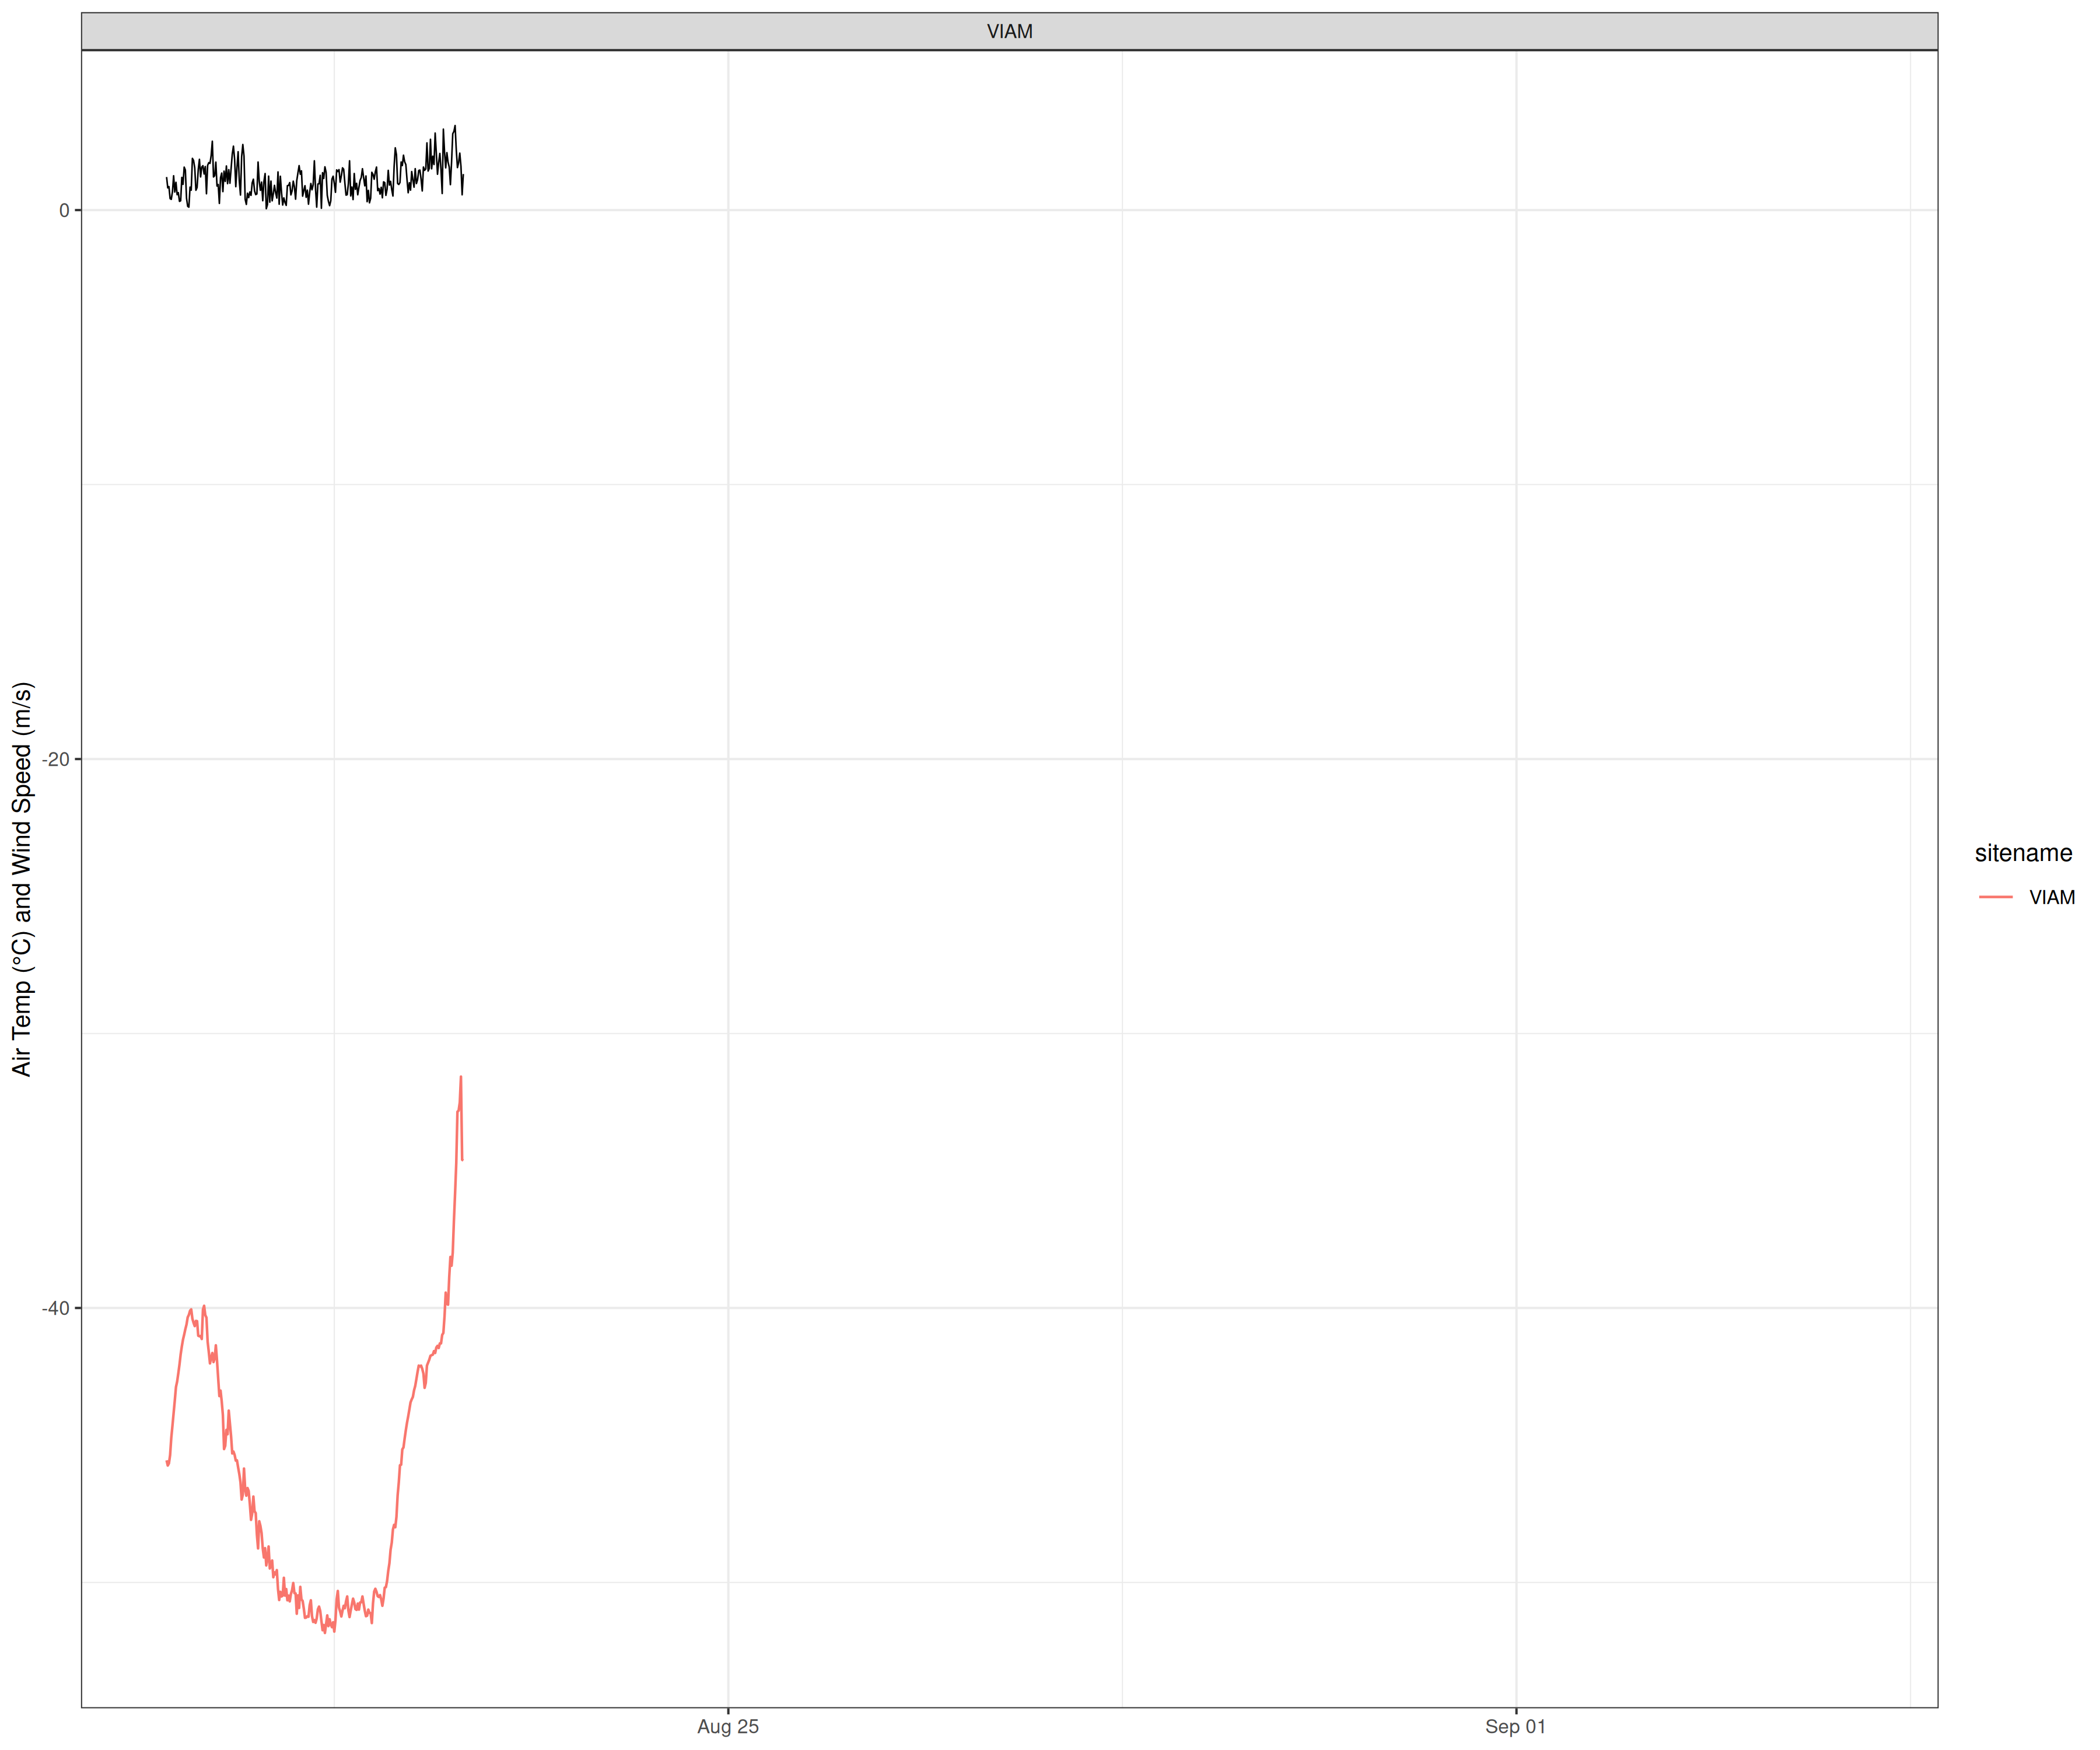 VIAM
0
-20
-40
Air Temp (°C) and Wind Speed (m/s)
Aug 25
Sep 01
sitename
VIAM